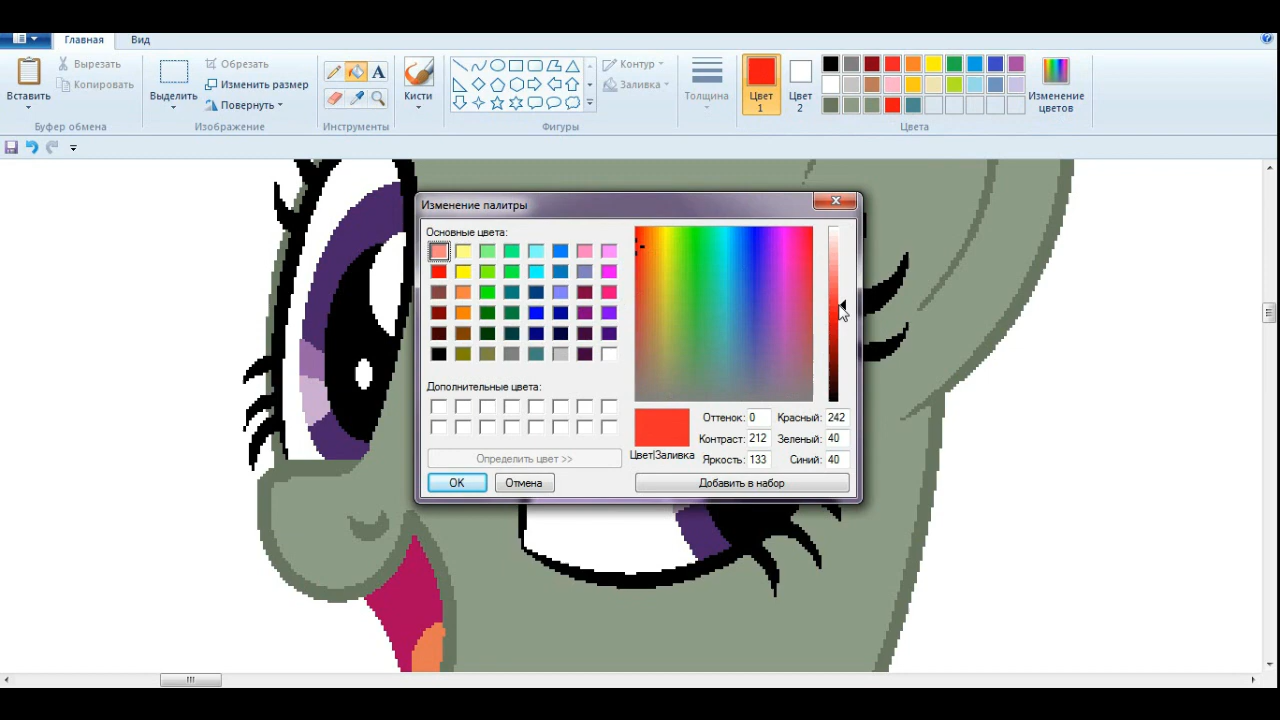 Главная Вид
Вставить
Вырезать
Копировать
Буфер обмена
Выделить
Обрезать
Изменить размер
Повернуть
Изображение
A
Инструменты
Кисти
Контур
Заливка
Фигуры
Толщина
Цвет
1
Цвет
2
Изменение
цветов
Цвета
Изменение палитры
Основные цвета:
Дополнительные цвета:
Определить цвет >>
OK Отмена
Цвет|Заливка
Оттенок: 0 Красный: 242
Контраст: 212 Зеленый: 40
Яркость: 133 Синий: 40
Добавить в набор